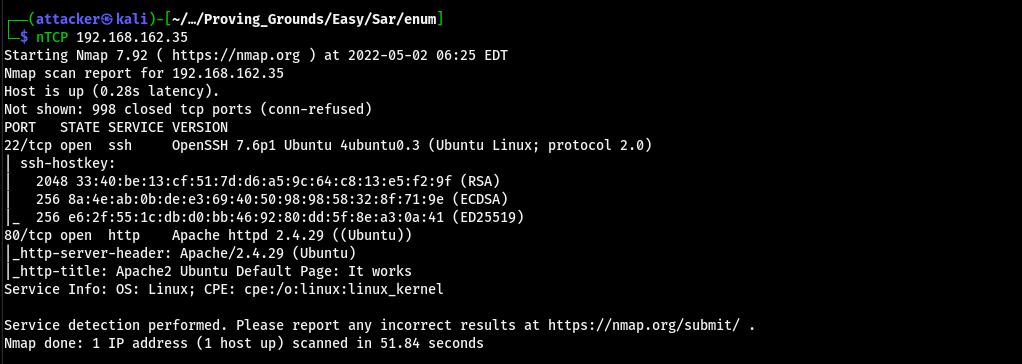 ┌──(attacker㉿kali)-[~/…/Proving_Grounds/Easy/Sar/enum]
└─$ nTCP 192.168.162.35
Starting Nmap 7.92 ( https://nmap.org ) at 2022-05-02 06:25 EDT
Nmap scan report for 192.168.162.35
Host is up (0.28s latency).
Not shown: 998 closed tcp ports (conn-refused)
PORT   STATE SERVICE VERSION
22/tcp open  ssh     OpenSSH 7.6p1 Ubuntu 4ubuntu0.3 (Ubuntu Linux; protocol 2.0)
| ssh-hostkey:
|   2048 33:40:be:13:cf:51:7d:d6:a5:9c:64:c8:13:e5:f2:9f (RSA)
|   256 8a:4e:ab:0b:de:e3:69:40:50:98:98:58:32:8f:71:9e (ECDSA)
|_  256 e6:2f:55:1c:db:d0:bb:46:92:80:dd:5f:8e:a3:0a:41 (ED25519)
80/tcp open  http    Apache httpd 2.4.29 ((Ubuntu))
|_http-server-header: Apache/2.4.29 (Ubuntu)
|_http-title: Apache2 Ubuntu Default Page: It works
Service Info: OS: Linux; CPE: cpe:/o:linux:linux_kernel

Service detection performed. Please report any incorrect results at https://nmap.org/submit/ .
Nmap done: 1 IP address (1 host up) scanned in 51.84 seconds